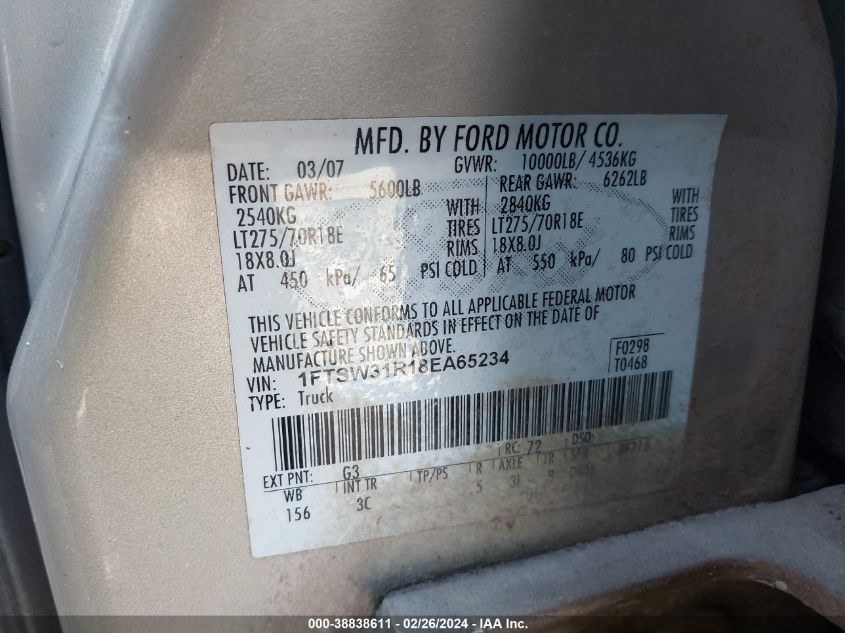 MFD. BY FORD MOTOR CO.
DATE: 03/07 GVWR: 10000LB/ 4536KG
FRONT GAWR: 5600LB REAR GAWR: 6262LB
2540KG WITH 2840KG WITH
LT275/70R18E TIRES LT275/70R18E TIRES
18X8.0J RIMS 18X8.0J RIMS
AT 450 kPa/ 65 PSI COLD AT 550 kPa/ 80 PSI COLD
THIS VEHICLE CONFORMS TO ALL APPLICABLE FEDERAL MOTOR
VEHICLE SAFETY STANDARDS IN EFFECT ON THE DATE OF
MANUFACTURE SHOWN ABOVE.
F0298
VIN: 1FTSW31R18EA65234
T0468
TYPE: Truck
EXT PNT: G3 RC: 72 DSO:
WB INT TR TP/PS R AXLE
156 3C 5 31
000-38838611 - 02/26/2024 - IAA Inc.